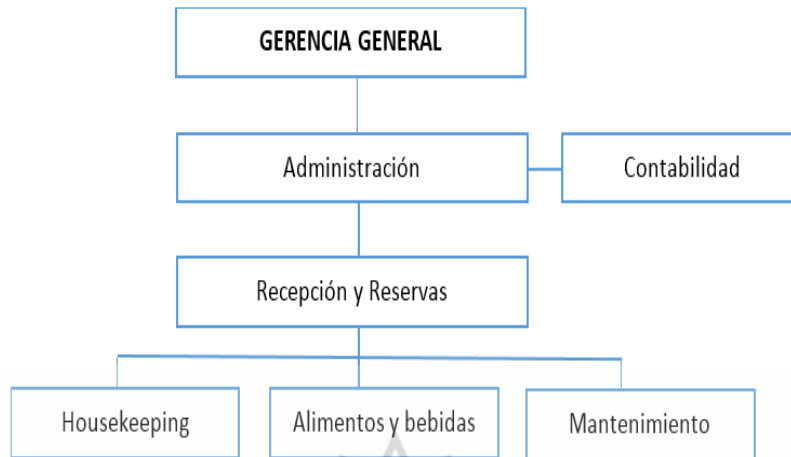 GERENCIA GENERAL
Administración
Contabilidad
Recepción y Reservas
Housekeeping
Alimentos y bebidas
Mantenimiento